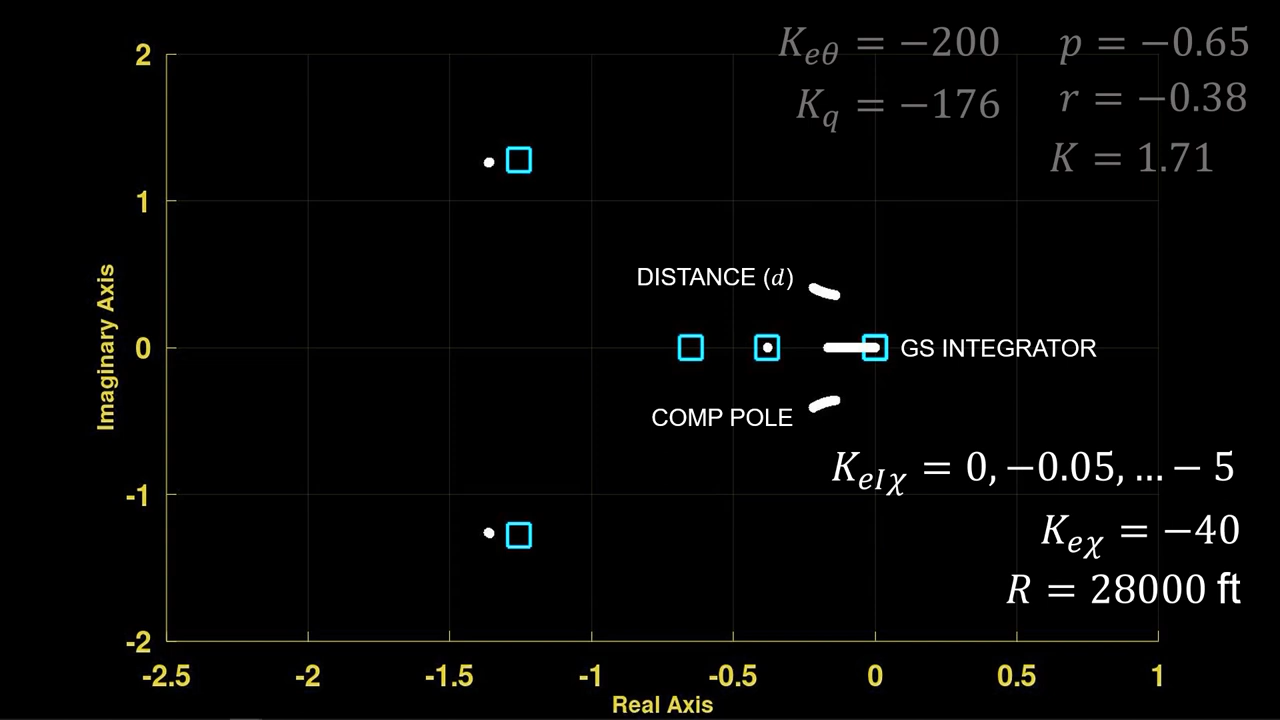 K_{eθ} = −200
p = −0.65
K_q = −176
r = −0.38
K = 1.71
2
1
0
-1
-2
Imaginary Axis
DISTANCE (d)
GS INTEGRATOR
COMP POLE
K_{eIχ} = 0, −0.05, … − 5
K_{eχ} = −40
R = 28000 ft
-2.5 -2 -1.5 -1 -0.5 0 0.5 1
Real Axis